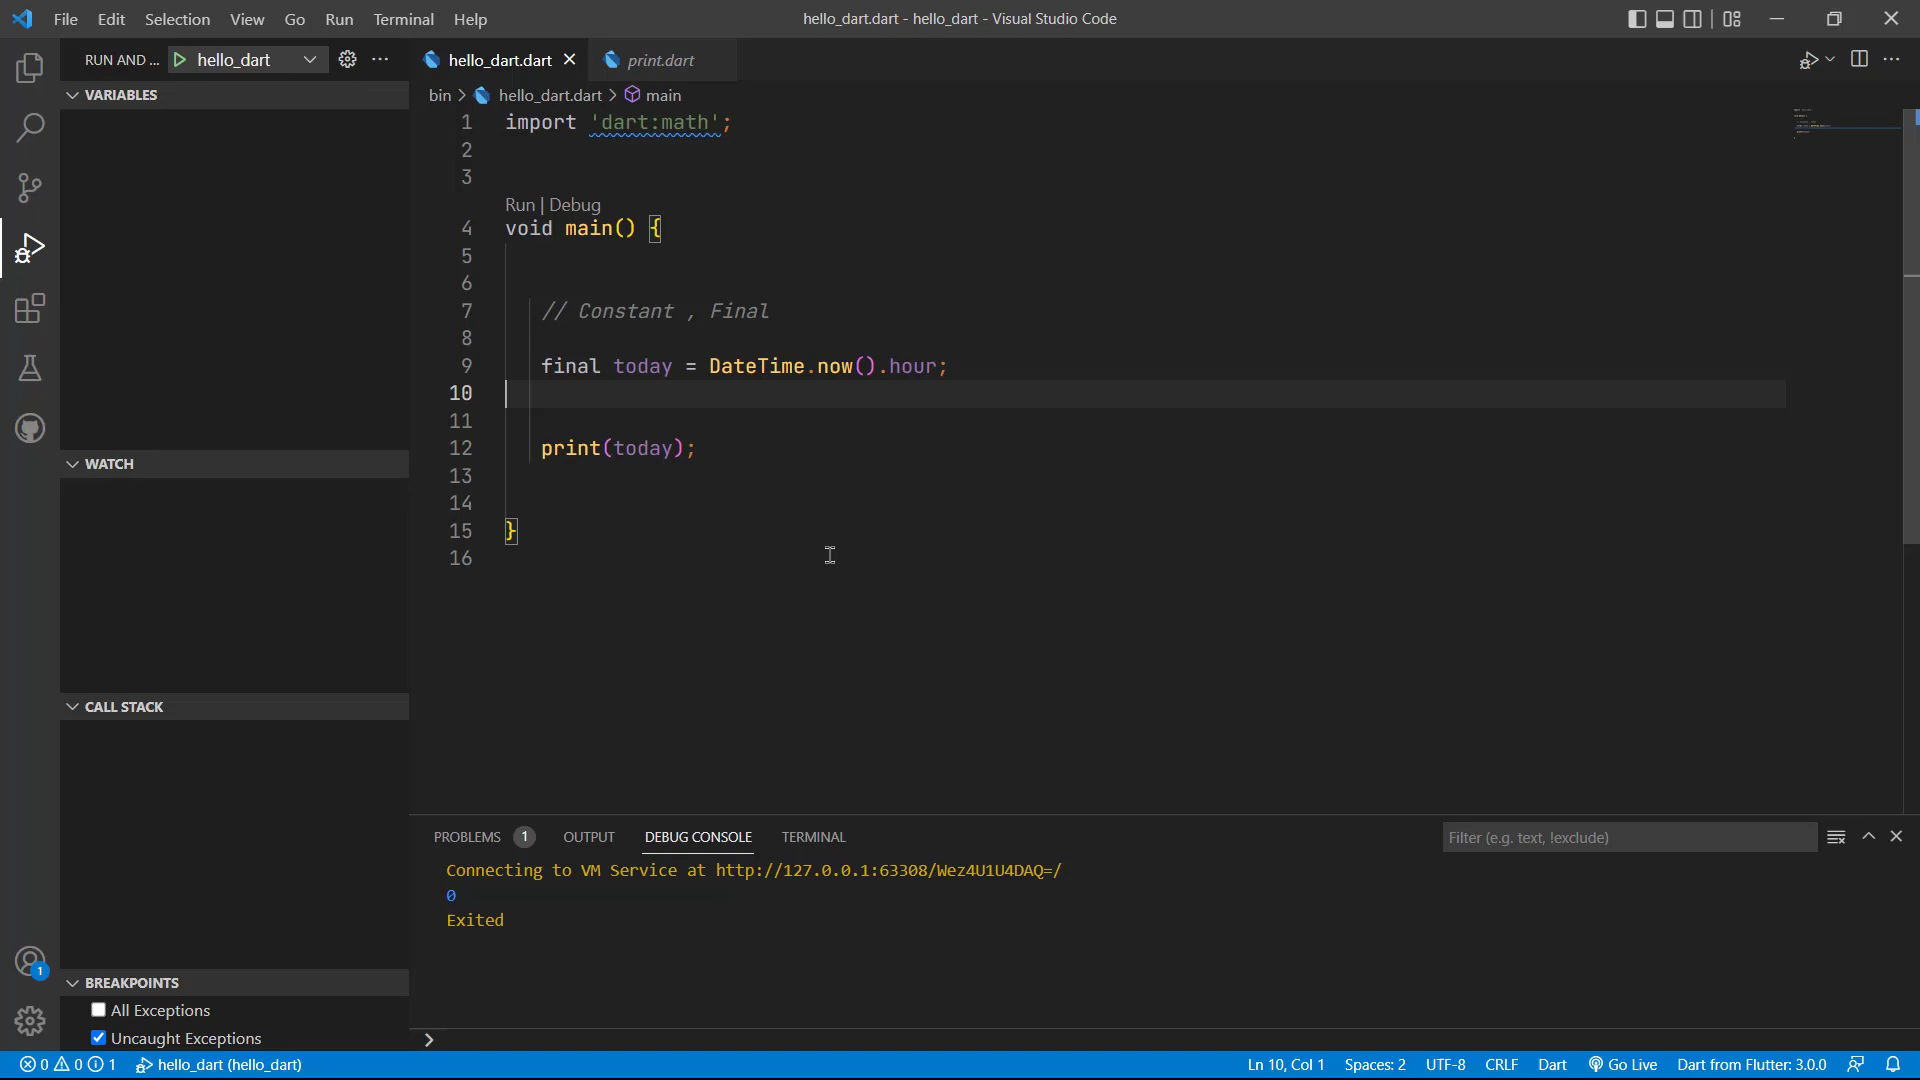 File Edit Selection View Go Run Terminal Help
hello_dart.dart - hello_dart - Visual Studio Code
RUN AND ... hello_dart
hello_dart.dart print.dart
VARIABLES
bin > hello_dart.dart > main
1 import 'dart:math';
2
3
Run | Debug
4 void main() {
5
6
7 // Constant , Final
8
9 final today = DateTime.now().hour;
10
11
12 print(today);
13
14
15 }
16
WATCH
CALL STACK
BREAKPOINTS
All Exceptions
Uncaught Exceptions
PROBLEMS 1 OUTPUT DEBUG CONSOLE TERMINAL
Filter (e.g. text, !exclude)
Connecting to VM Service at http://127.0.0.1:63308/Wez4U1U4DAQ=/
0
Exited
1
0 0 1 hello_dart (hello_dart)
Ln 10, Col 1 Spaces: 2 UTF-8 CRLF Dart Go Live Dart from Flutter: 3.0.0